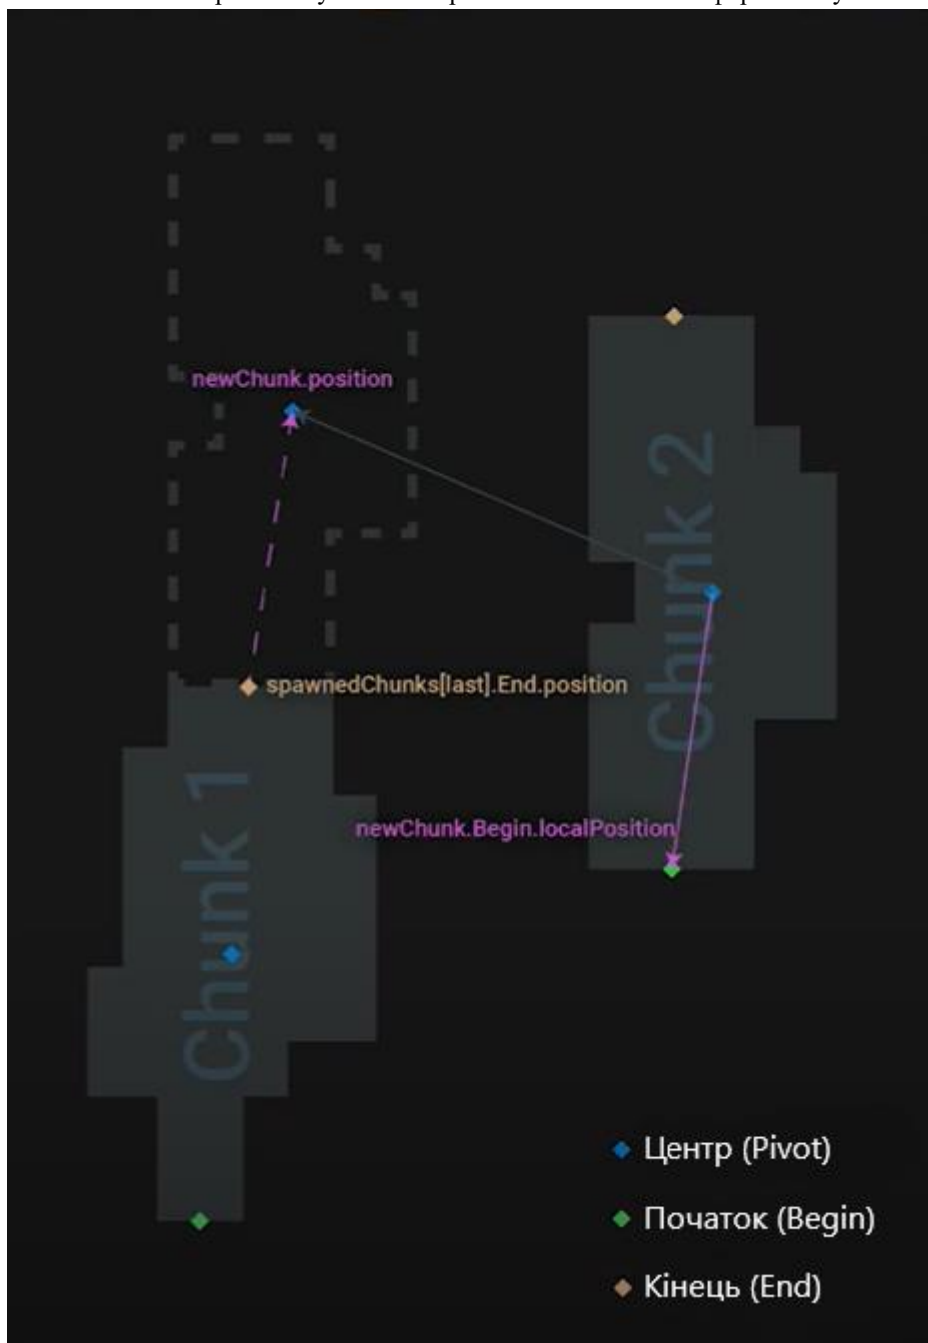 newChunk.position
Chunk 2
spawnedChunks[last].End.position
Chunk 1
newChunk.Begin.localPosition
Центр (Pivot)
Початок (Begin)
Кінець (End)